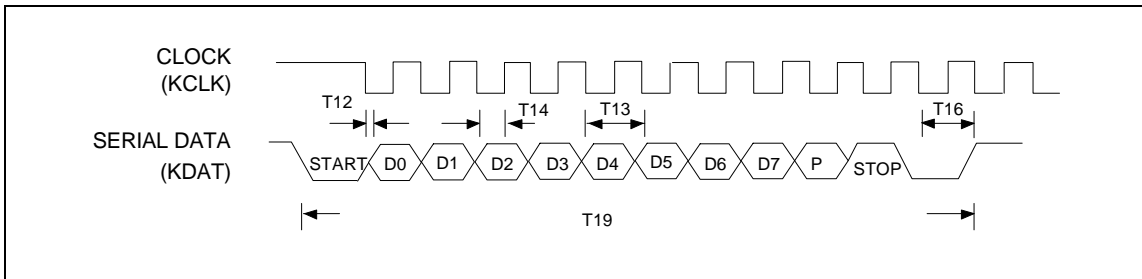 CLOCK
(KCLK)
T12
T14
T13
T16
SERIAL DATA
(KDAT)
START
D0
D1
D2
D3
D4
D5
D6
D7
P
STOP
T19